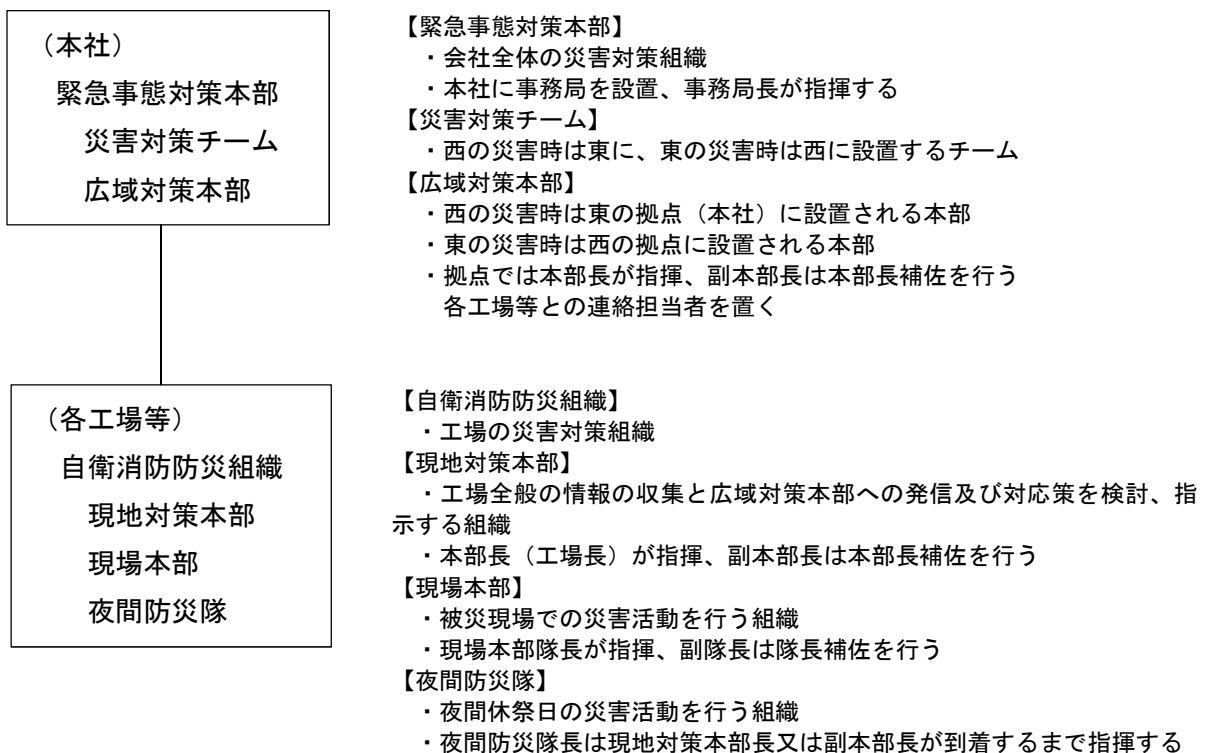 （本社）
緊急事態対策本部
災害対策チーム
広域対策本部
【緊急事態対策本部】
・会社全体の災害対策組織
・本社に事務局を設置、事務局長が指揮する
【災害対策チーム】
・西の災害時は東に、東の災害時は西に設置するチーム
【広域対策本部】
・西の災害時は東の拠点（本社）に設置される本部
・東の災害時は西の拠点に設置される本部
・拠点では本部長が指揮、副本部長は本部長補佐を行う
各工場等との連絡担当者を置く
（各工場等）
自衛消防防災組織
現地対策本部
現場本部
夜間防災隊
【自衛消防防災組織】
・工場の災害対策組織
【現地対策本部】
・工場全般の情報の収集と広域対策本部への発信及び対応策を検討、指
示する組織
・本部長（工場長）が指揮、副本部長は本部長補佐を行う
【現場本部】
・被災現場での災害活動を行う組織
・現場本部隊長が指揮、副隊長は隊長補佐を行う
【夜間防災隊】
・夜間休祭日の災害活動を行う組織
・夜間防災隊長は現地対策本部長又は副本部長が到着するまで指揮する